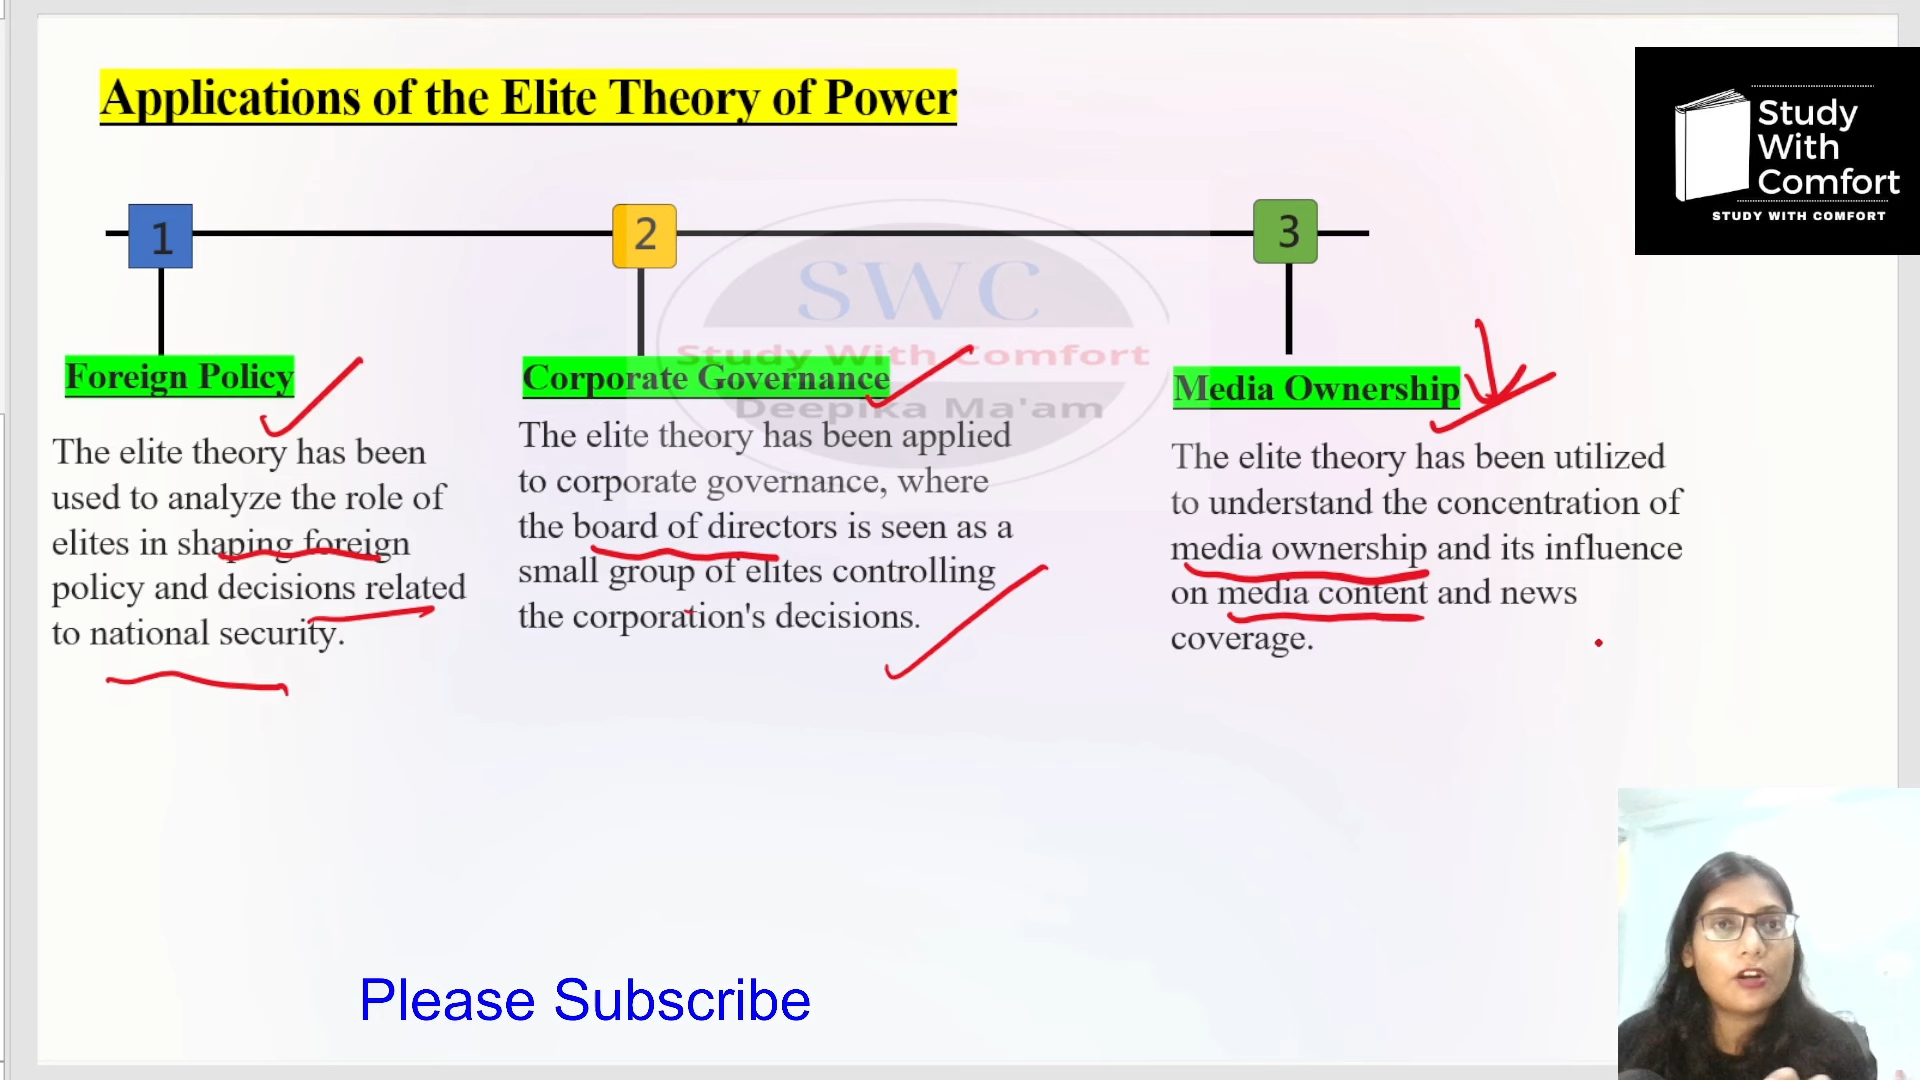 Applications of the Elite Theory of Power
Study
With
Comfort
STUDY WITH COMFORT
1
2
3
SWC
Study With Comfort
Deepika Ma'am
Foreign Policy
The elite theory has been
used to analyze the role of
elites in shaping foreign
policy and decisions related
to national security.
Corporate Governance
The elite theory has been applied
to corporate governance, where
the board of directors is seen as a
small group of elites controlling
the corporation's decisions.
Media Ownership
The elite theory has been utilized
to understand the concentration of
media ownership and its influence
on media content and news
coverage.
Please Subscribe